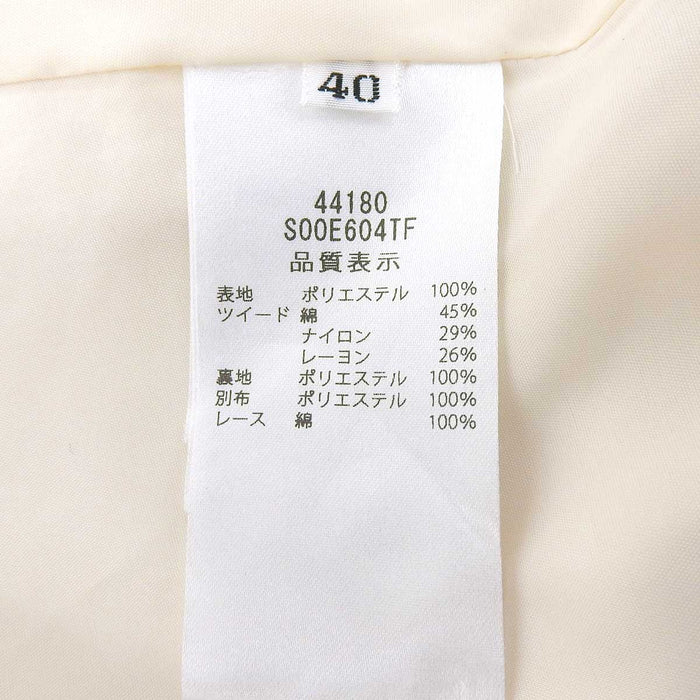 40
44180
S00E604TF
品質表示
表地 ポリエステル 100%
ツイード 綿 45%
ナイロン 29%
レーヨン 26%
裏地 ポリエステル 100%
別布 ポリエステル 100%
レース 綿 100%